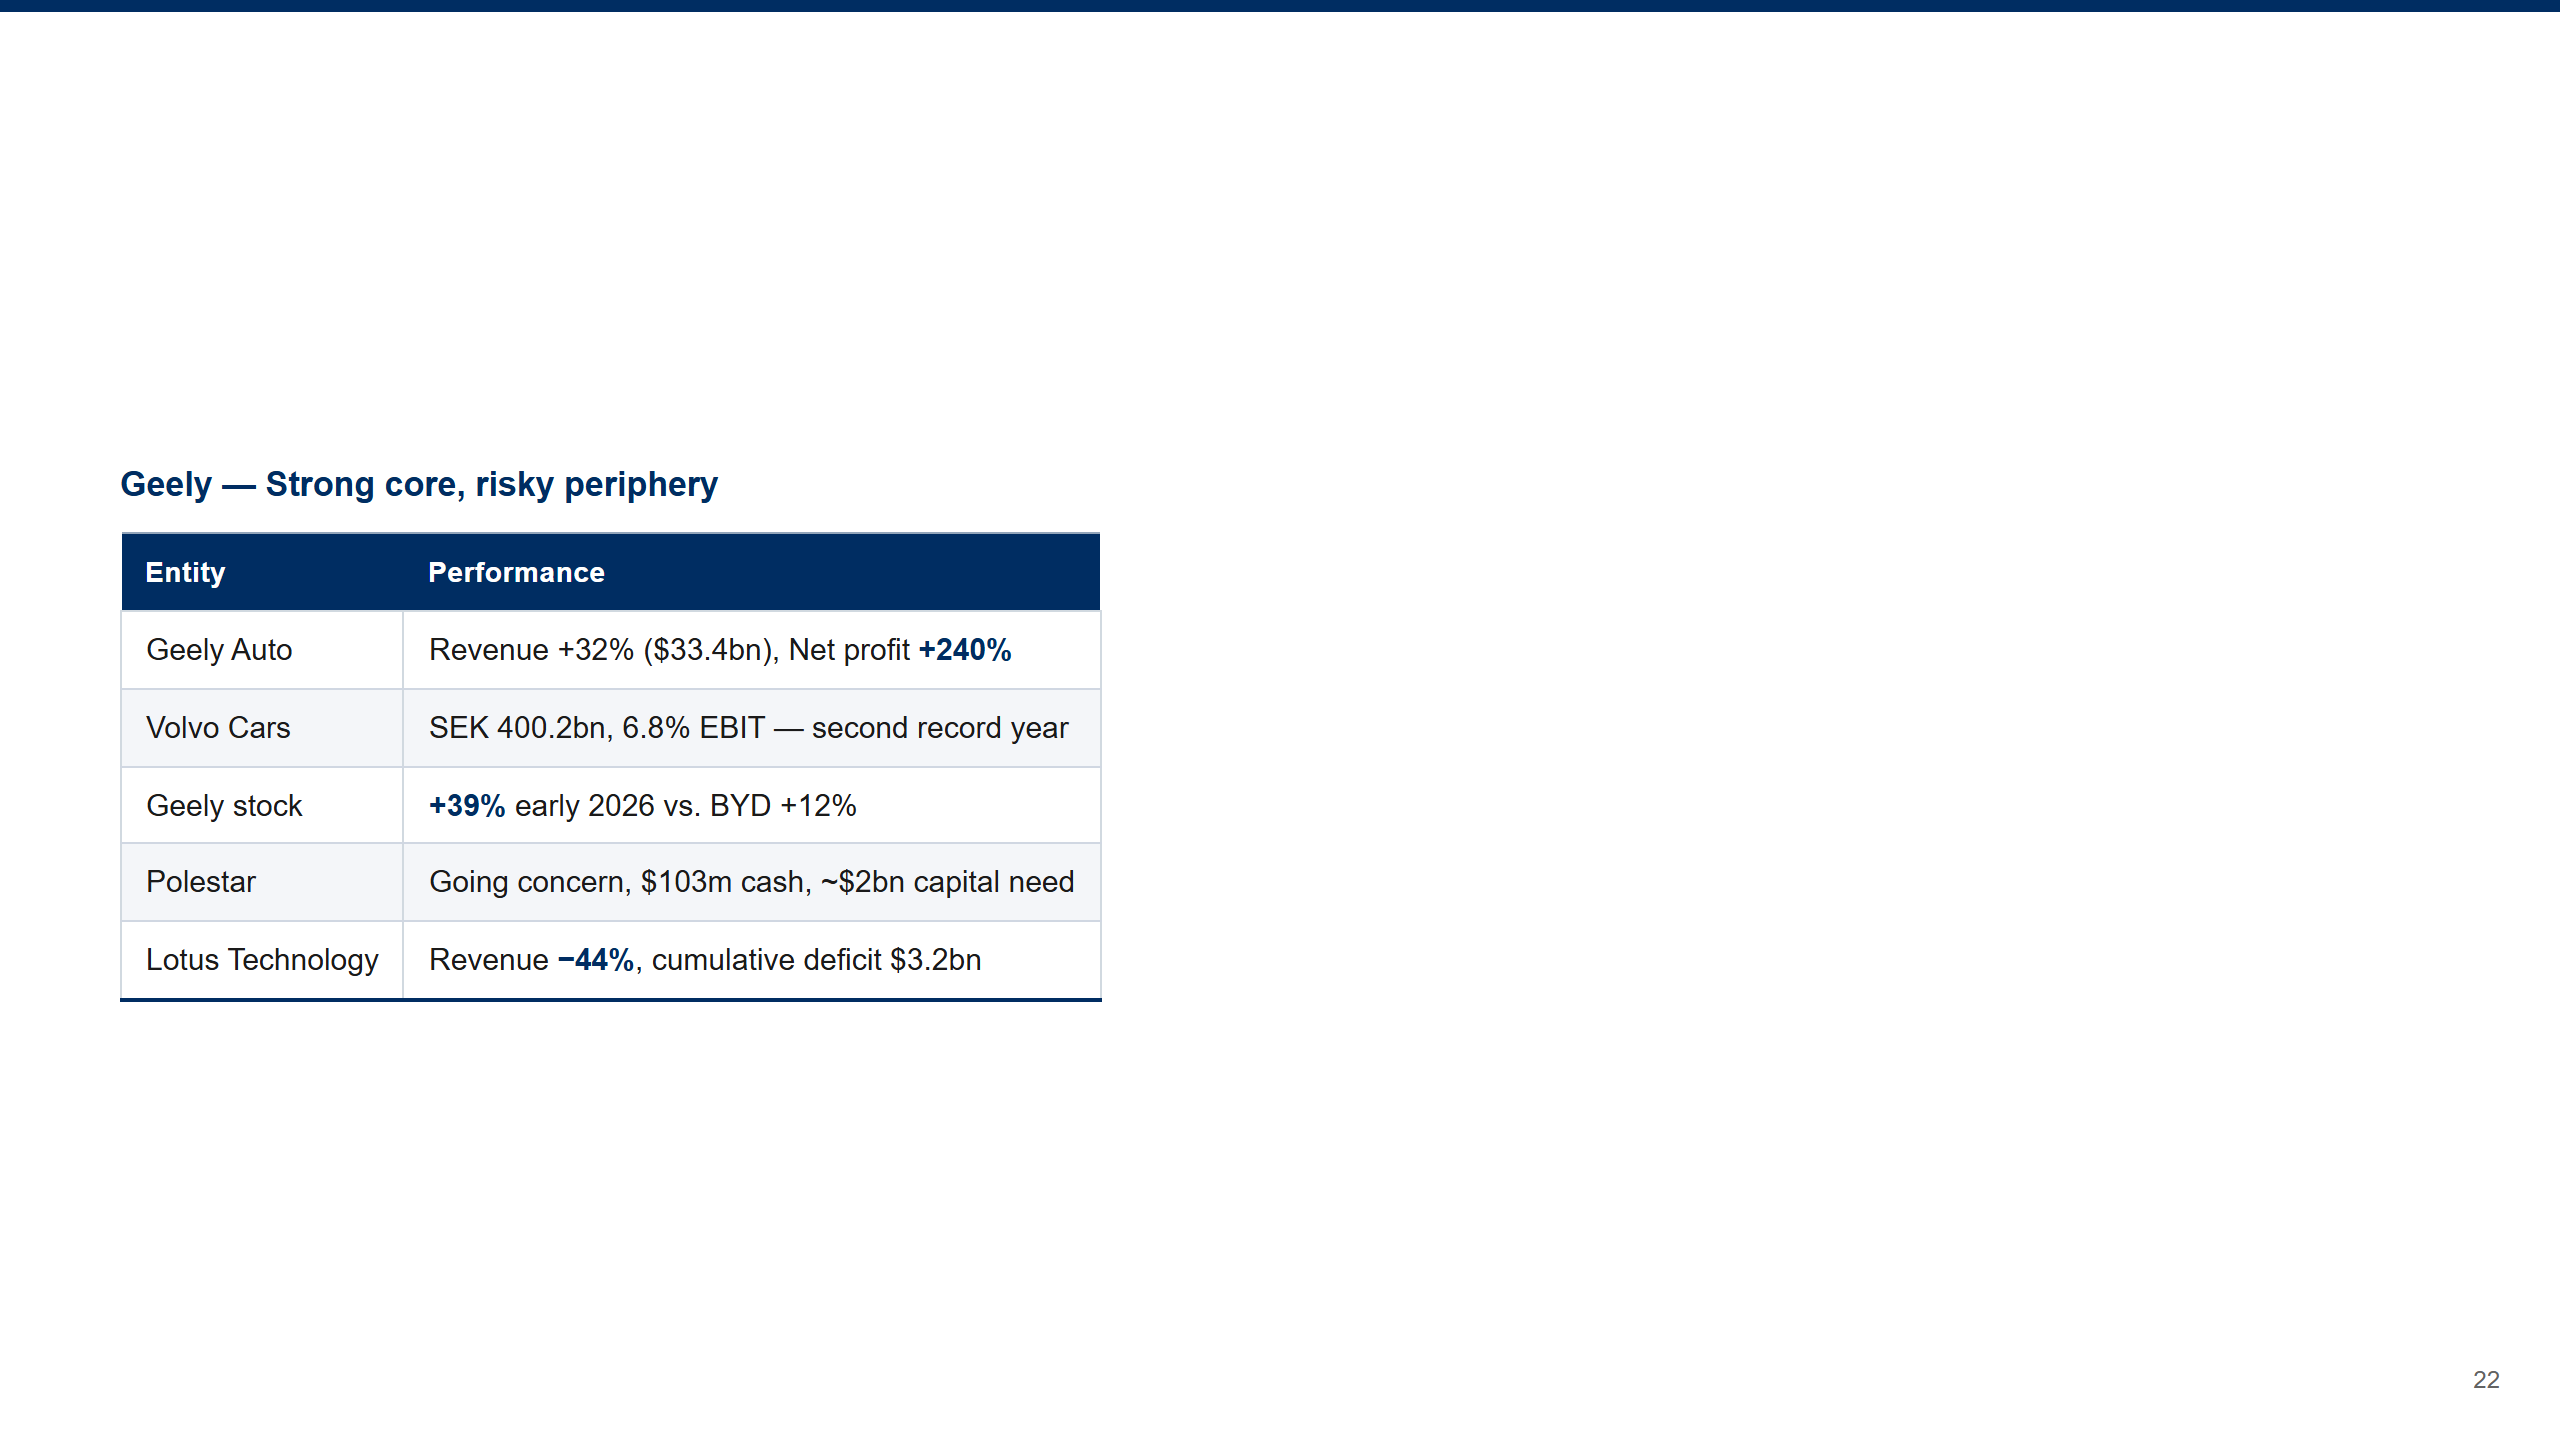 Geely — Strong core, risky periphery
Entity Performance
Geely Auto Revenue +32% ($33.4bn), Net profit +240%
Volvo Cars SEK 400.2bn, 6.8% EBIT — second record year
Geely stock +39% early 2026 vs. BYD +12%
Polestar Going concern, $103m cash, ~$2bn capital need
Lotus Technology Revenue −44%, cumulative deficit $3.2bn
22